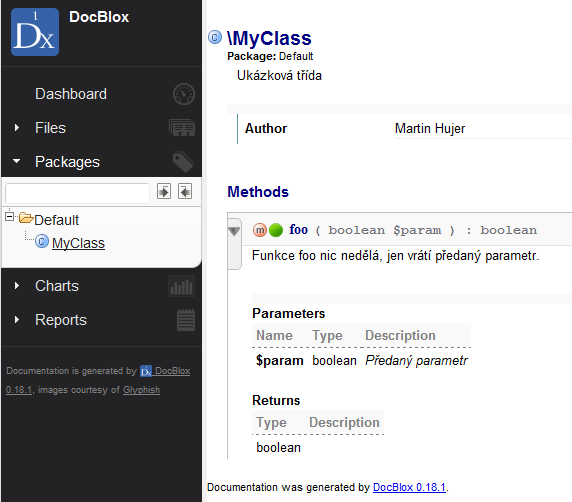 1
Dx
DocBlox
Dashboard
Files
Packages
Default
C MyClass
Charts
Reports
Documentation is generated by Dx DocBlox
0.18.1, images courtesy of Glyphish
C \MyClass
Package: Default
Ukázková třída
Author Martin Hujer
Methods
m foo ( boolean $param ) : boolean
Funkce foo nic nedělá, jen vrátí předaný parametr.
Parameters
Name Type Description
$param boolean Předaný parametr
Returns
Type Description
boolean
Documentation was generated by DocBlox 0.18.1.